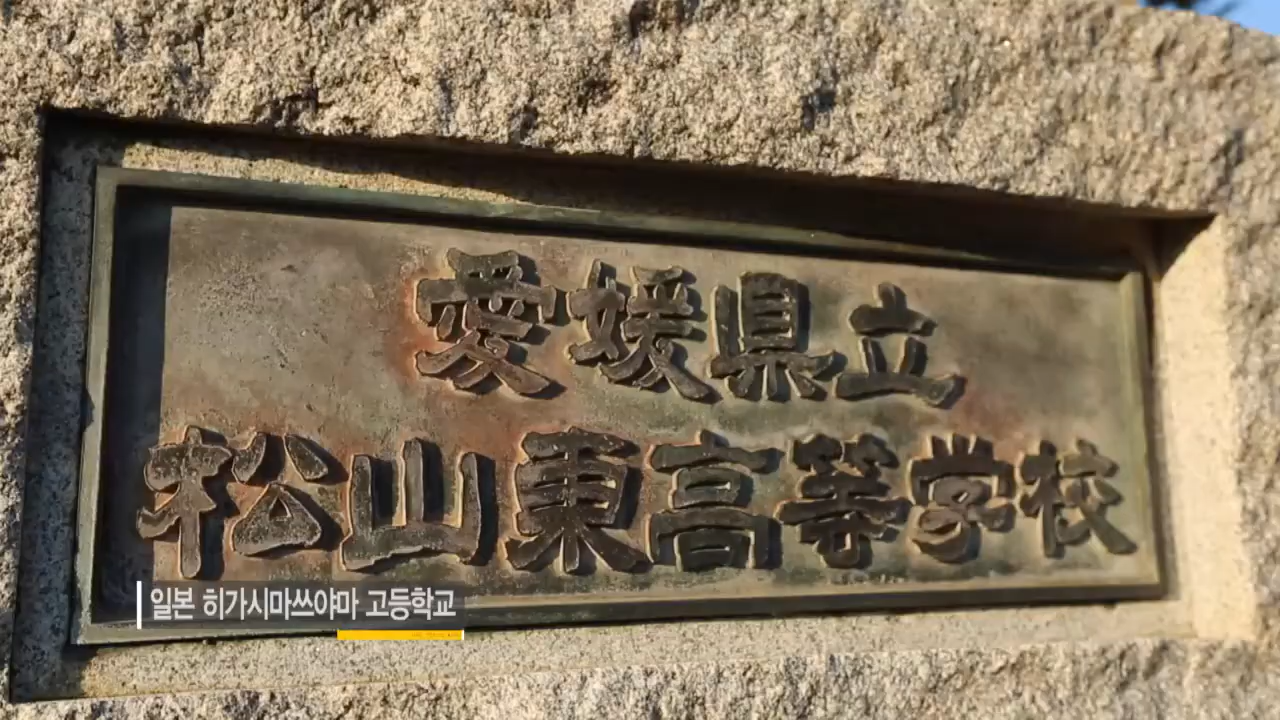 愛媛県立
松山東高等学校
일본 히가시마쓰야마 고등학교